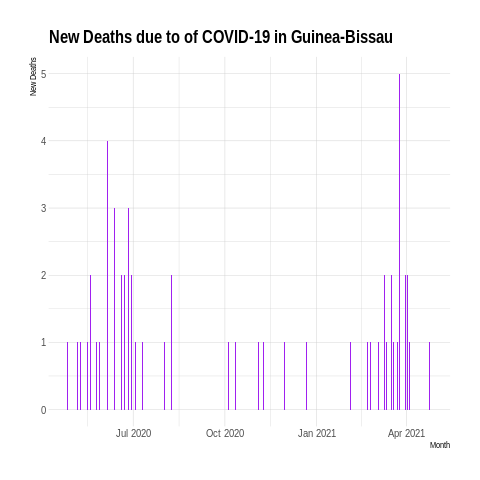 New Deaths due to of COVID-19 in Guinea-Bissau
New Deaths
5
4
3
2
1
0
Jul 2020 Oct 2020 Jan 2021 Apr 2021
Month